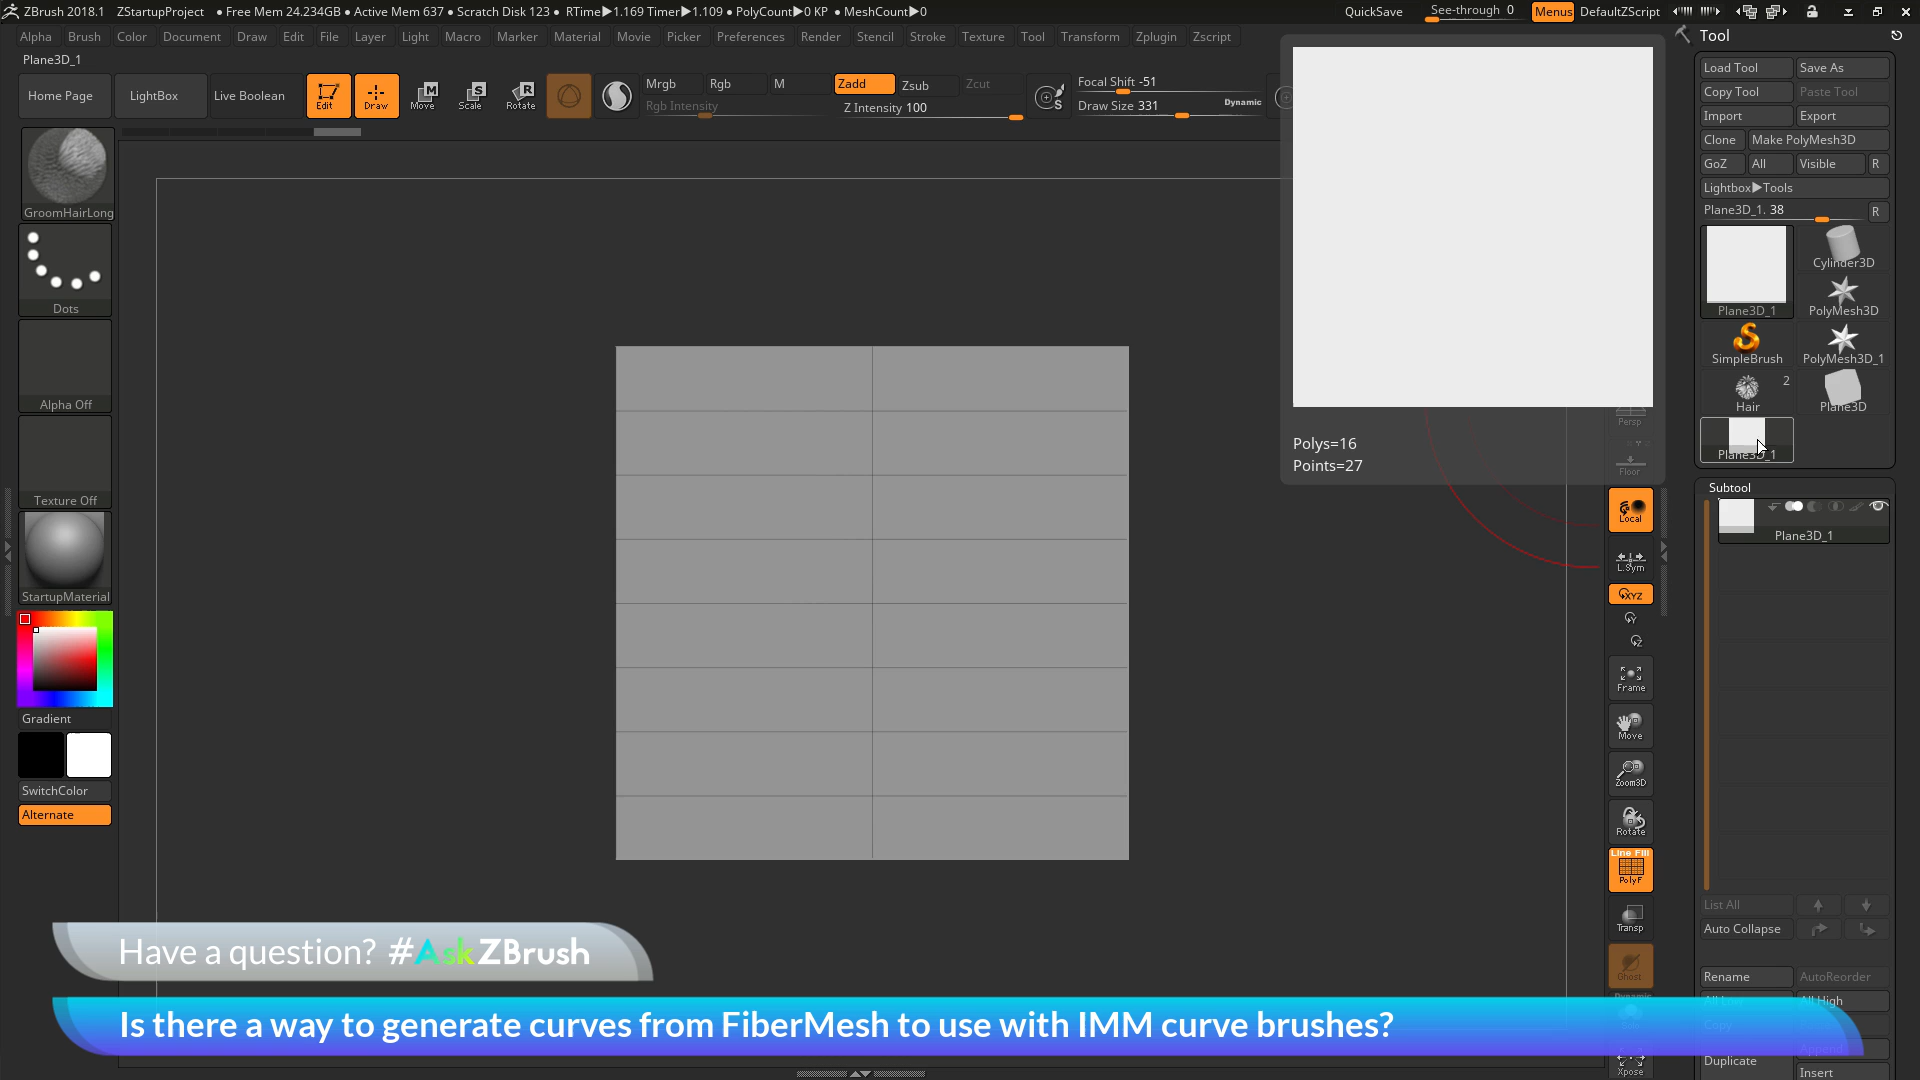 ZBrush 2018.1 ZStartupProject ● Free Mem 24.234GB ● Active Mem 637 ● Scratch Disk 123 ● RTime▶1.169 Timer▶1.109 ● PolyCount▶0 KP ● MeshCount▶0 QuickSave See-through 0 Menus DefaultZScript
Alpha Brush Color Document Draw Edit File Layer Light Macro Marker Material Movie Picker Preferences Render Stencil Stroke Texture Tool Transform Zplugin Zscript
Plane3D_1
Home Page LightBox Live Boolean Edit Draw Move Scale Rotate
Mrgb Rgb M Zadd Zsub Zcut
Rgb Intensity Z Intensity 100
Focal Shift -51
Draw Size 331 Dynamic
GroomHairLong
Dots
Alpha Off
Texture Off
StartupMaterial
Gradient
SwitchColor
Alternate
Polys=16
Points=27
Persp
Floor
Local
L.Sym
XYZ
Y
Z
Frame
Move
Zoom3D
Rotate
Line Fill
PolyF
Transp
Ghost
Dynamic
Xpose
Tool
Load Tool Save As
Copy Tool Paste Tool
Import Export
Clone Make PolyMesh3D
GoZ All Visible R
Lightbox▶Tools
Plane3D_1. 38 R
Plane3D_1 Cylinder3D
PolyMesh3D
SimpleBrush PolyMesh3D_1
2
Hair Plane3D
Plane3D_1
Subtool
Plane3D_1
List All
Auto Collapse
Rename AutoReorder
All Low All High
Copy
Append
Duplicate
Insert
Have a question? #AskZBrush
Is there a way to generate curves from FiberMesh to use with IMM curve brushes?